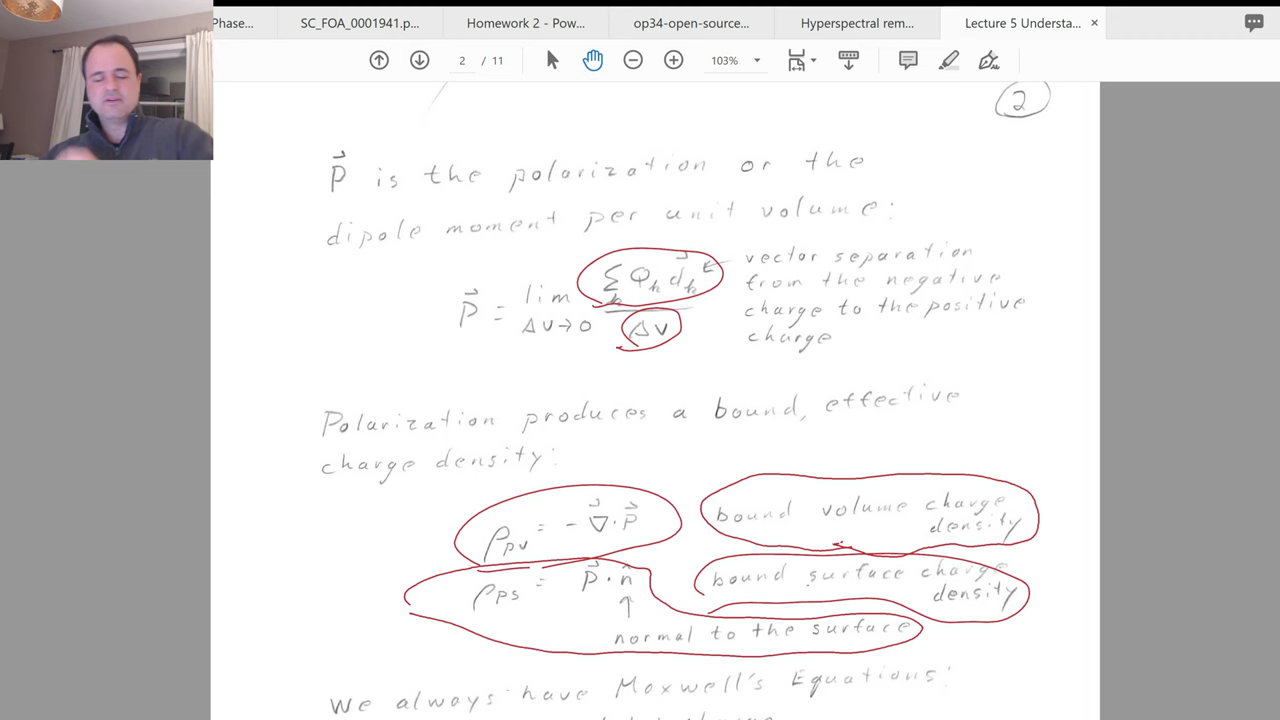 Phase...
SC_FOA_0001941.p...
Homework 2 - Pow...
op34-open-source...
Hyperspectral rem...
Lecture 5 Understa...
2 / 11
103%
2
P⃗ is the polarization or the
dipole moment per unit volume:
P⃗ = lim Δv→0 Σₖ Qₖ d⃗ₖ / Δv
vector separation
from the negative
charge to the positive
charge
Polarization produces a bound, effective
charge density:
ρPV = - ∇⃗ · P⃗
bound volume charge
density
ρPS = P⃗ · n̂
bound surface charge
density
normal to the surface
We always have Maxwell's Equations: